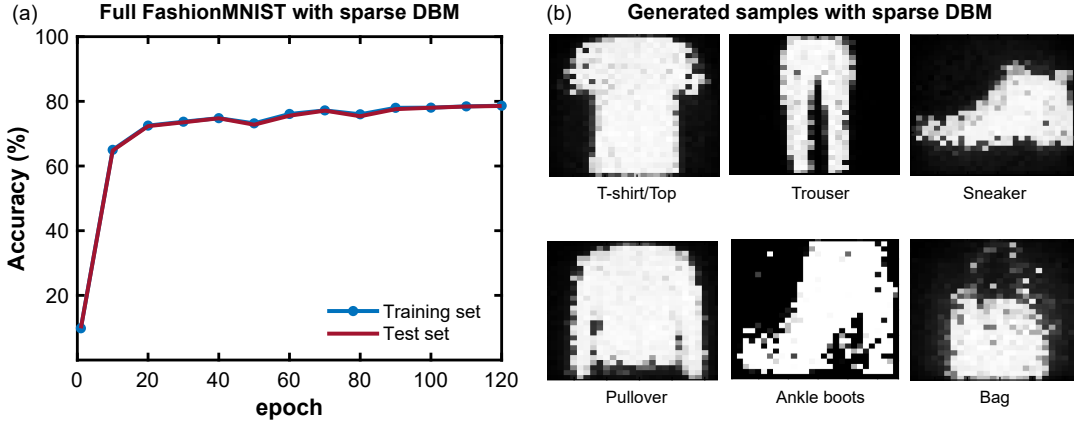 (a) Full FashionMNIST with sparse DBM
100
80
60
40
20
Accuracy (%)
Training set
Test set
0 20 40 60 80 100 120
epoch
(b) Generated samples with sparse DBM
T-shirt/Top Trouser Sneaker
Pullover Ankle boots Bag